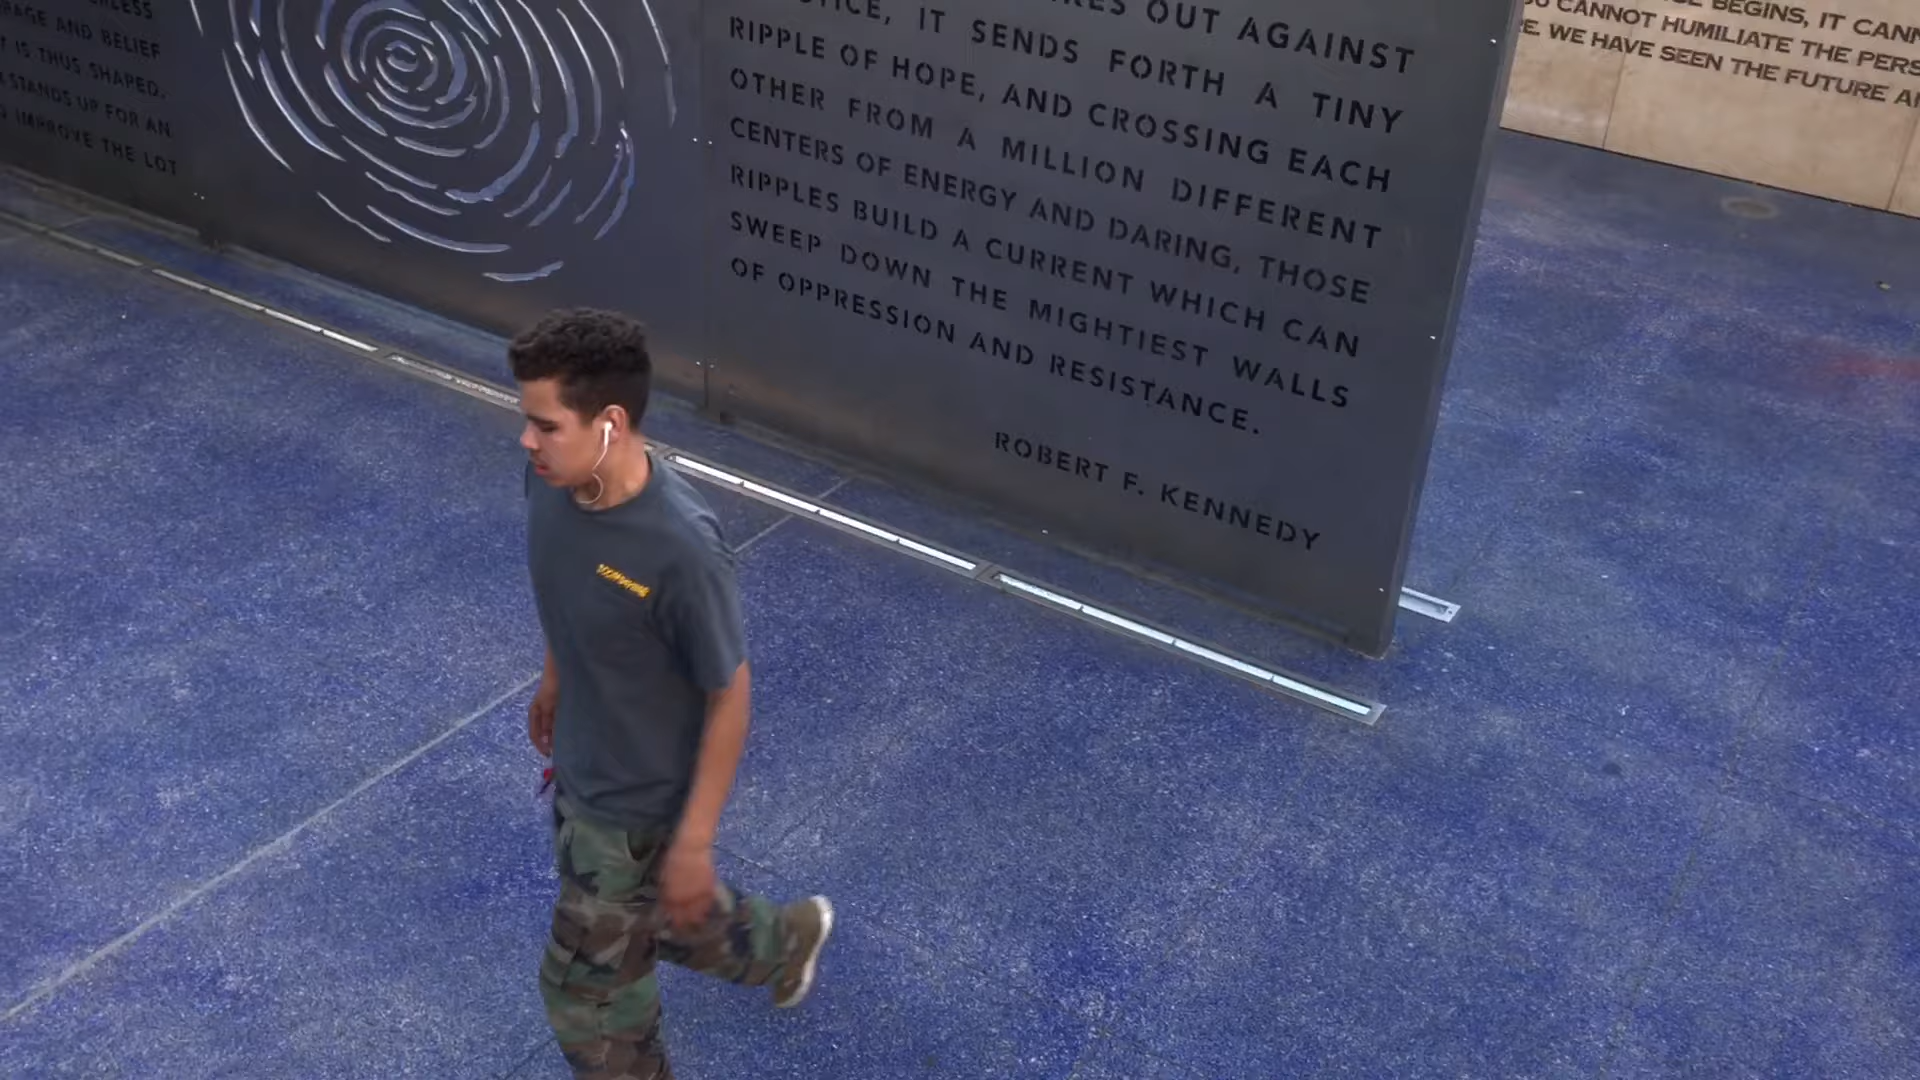 RAGE AND BELIEF
IS THUS SHAPED.
STANDS UP FOR AN
IMPROVE THE LOT
OUT AGAINST
IT SENDS FORTH A TINY
RIPPLE OF HOPE, AND CROSSING EACH
OTHER FROM A MILLION DIFFERENT
CENTERS OF ENERGY AND DARING, THOSE
RIPPLES BUILD A CURRENT WHICH CAN
SWEEP DOWN THE MIGHTIEST WALLS
OF OPPRESSION AND RESISTANCE.
ROBERT F. KENNEDY
BEGINS, IT CANN
CANNOT HUMILIATE THE PERS
E. WE HAVE SEEN THE FUTURE A